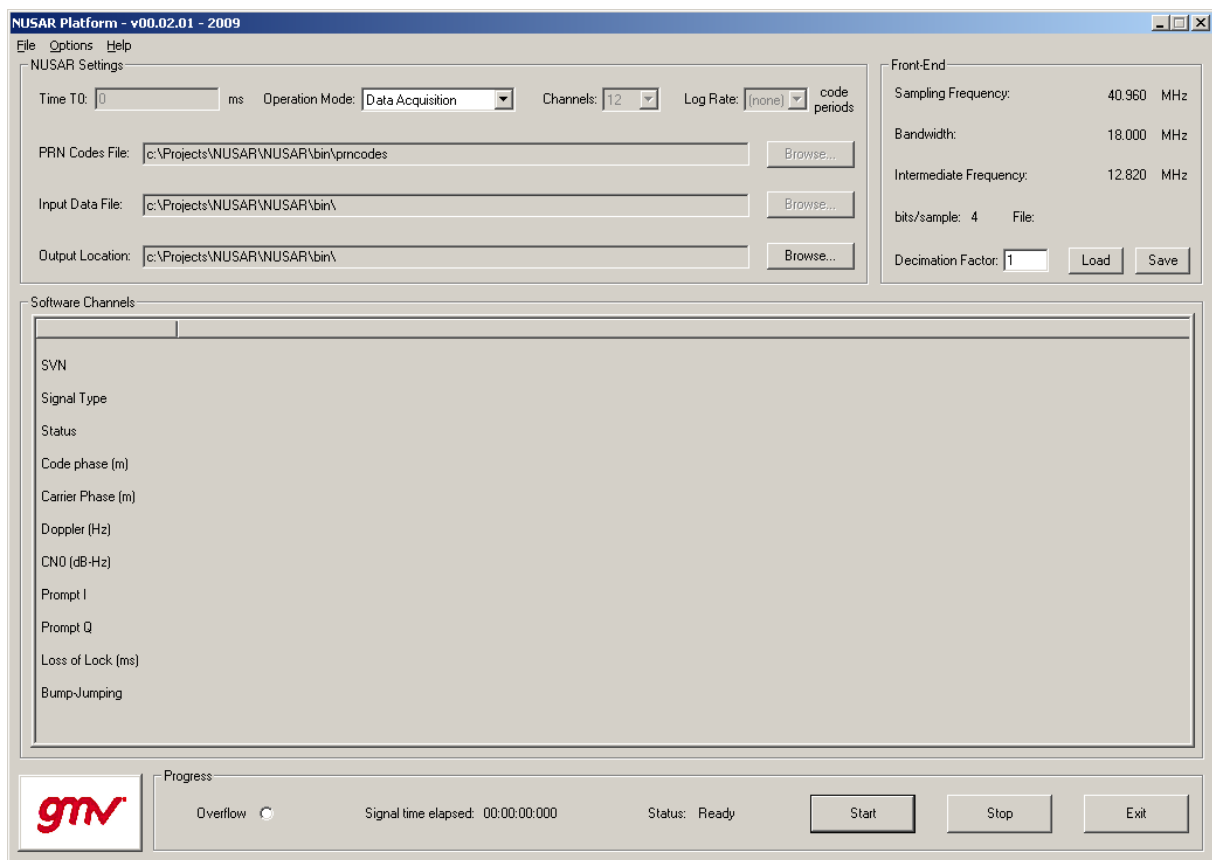 NUSAR Platform - v00.02.01 - 2009
File Options Help
NUSAR Settings
Time T0: 0 ms Operation Mode: Data Acquisition Channels: 12 Log Rate: (none) code periods
PRN Codes File: c:\Projects\NUSAR\NUSAR\bin\prncodes Browse...
Input Data File: c:\Projects\NUSAR\NUSAR\bin\ Browse...
Output Location: c:\Projects\NUSAR\NUSAR\bin\ Browse...
Front-End
Sampling Frequency: 40.960 MHz
Bandwidth: 18.000 MHz
Intermediate Frequency: 12.820 MHz
bits/sample: 4 File:
Decimation Factor: 1 Load Save
Software Channels
SVN
Signal Type
Status
Code phase (m)
Carrier Phase (m)
Doppler (Hz)
CN0 (dB-Hz)
Prompt I
Prompt Q
Loss of Lock (ms)
Bump-Jumping
gmv
Progress
Overflow Signal time elapsed: 00:00:00:000 Status: Ready Start Stop Exit